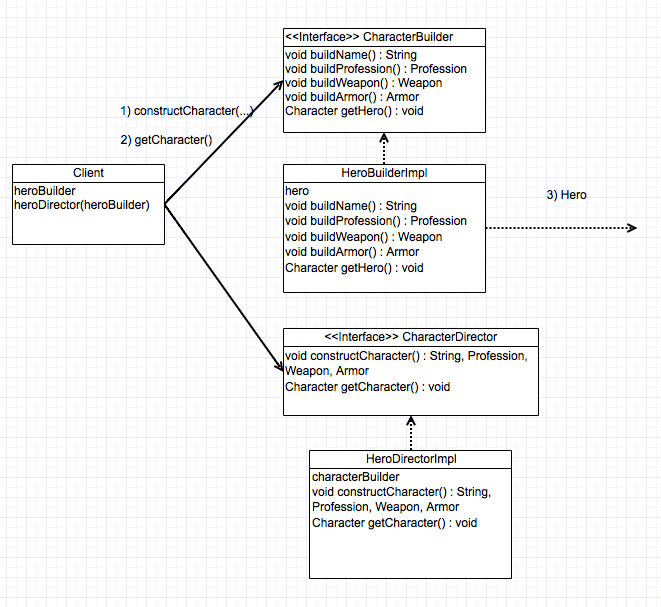 <<Interface>> CharacterBuilder
void buildName() : String
void buildProfession() : Profession
void buildWeapon() : Weapon
void buildArmor() : Armor
Character getHero() : void
1) constructCharacter(...)
2) getCharacter()
Client
heroBuilder
heroDirector(heroBuilder)
HeroBuilderImpl
hero
void buildName() : String
void buildProfession() : Profession
void buildWeapon() : Weapon
void buildArmor() : Armor
Character getHero() : void
3) Hero
<<Interface>> CharacterDirector
void constructCharacter() : String, Profession,
Weapon, Armor
Character getCharacter() : void
HeroDirectorImpl
characterBuilder
void constructCharacter() : String,
Profession, Weapon, Armor
Character getCharacter() : void